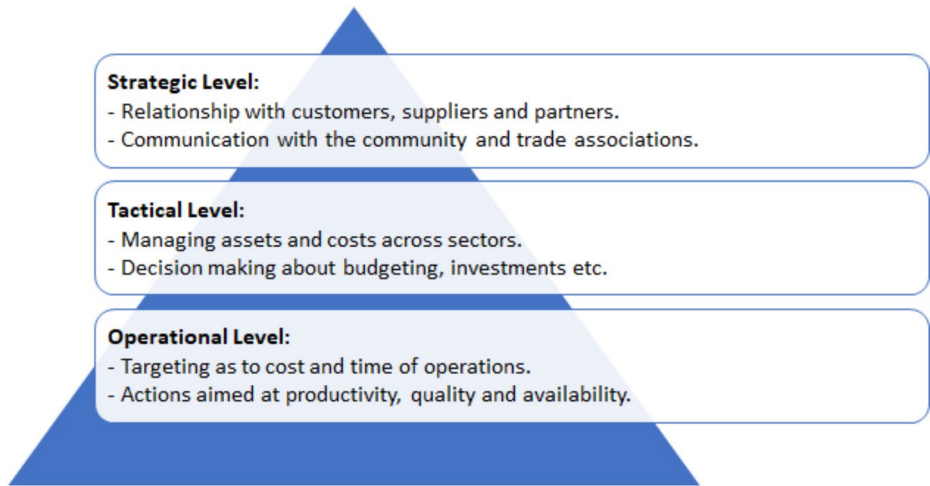 Strategic Level:
- Relationship with customers, suppliers and partners.
- Communication with the community and trade associations.
Tactical Level:
- Managing assets and costs across sectors.
- Decision making about budgeting, investments etc.
Operational Level:
- Targeting as to cost and time of operations.
- Actions aimed at productivity, quality and availability.